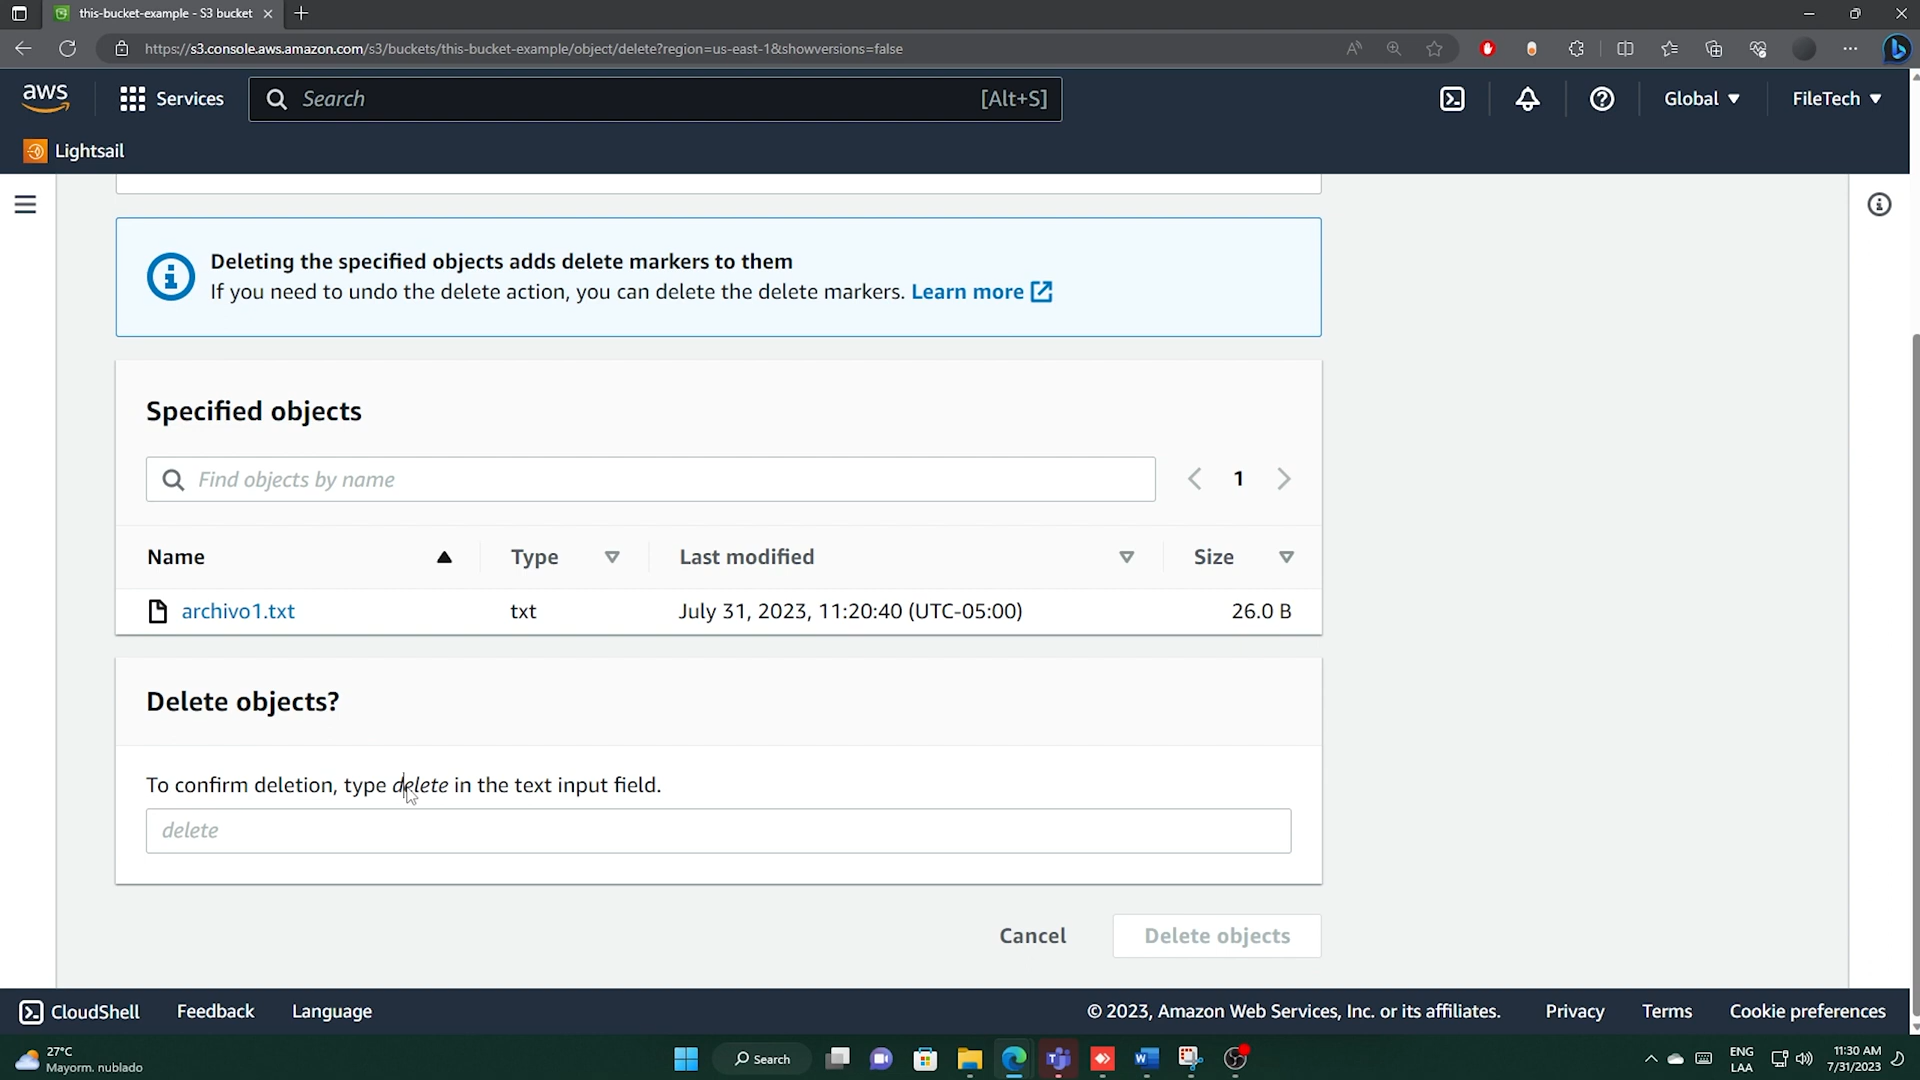 this-bucket-example - S3 bucket
https://s3.console.aws.amazon.com/s3/buckets/this-bucket-example/object/delete?region=us-east-1&showversions=false
aws
Services
Search
[Alt+S]
Global
FileTech
Lightsail
Deleting the specified objects adds delete markers to them
If you need to undo the delete action, you can delete the delete markers. Learn more
Specified objects
Find objects by name
1
Name
Type
Last modified
Size
archivo1.txt
txt
July 31, 2023, 11:20:40 (UTC-05:00)
26.0 B
Delete objects?
To confirm deletion, type delete in the text input field.
delete
Cancel
Delete objects
CloudShell
Feedback
Language
© 2023, Amazon Web Services, Inc. or its affiliates.
Privacy
Terms
Cookie preferences
27°C
Mayorm. nublado
Search
ENG
LAA
11:30 AM
7/31/2023